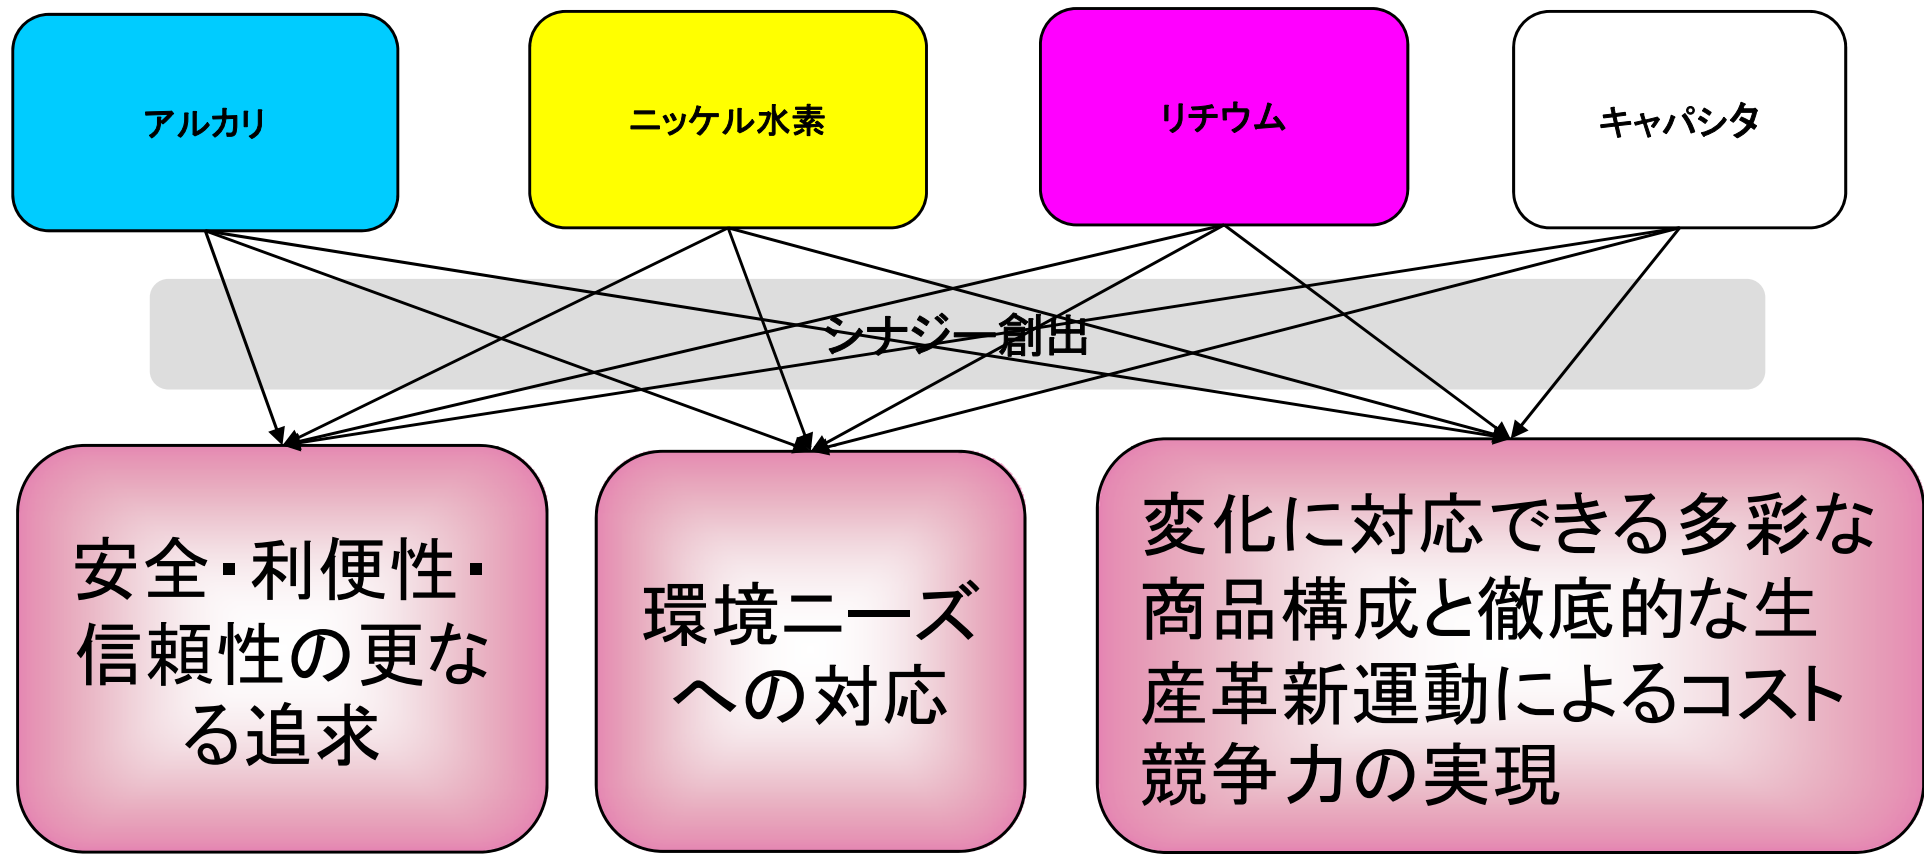 アルカリ
ニッケル水素
リチウム
キャパシタ
シナジー創出
安全・利便性・
信頼性の更な
る追求
環境ニーズ
への対応
変化に対応できる多彩な
商品構成と徹底的な生
産革新運動によるコスト
競争力の実現